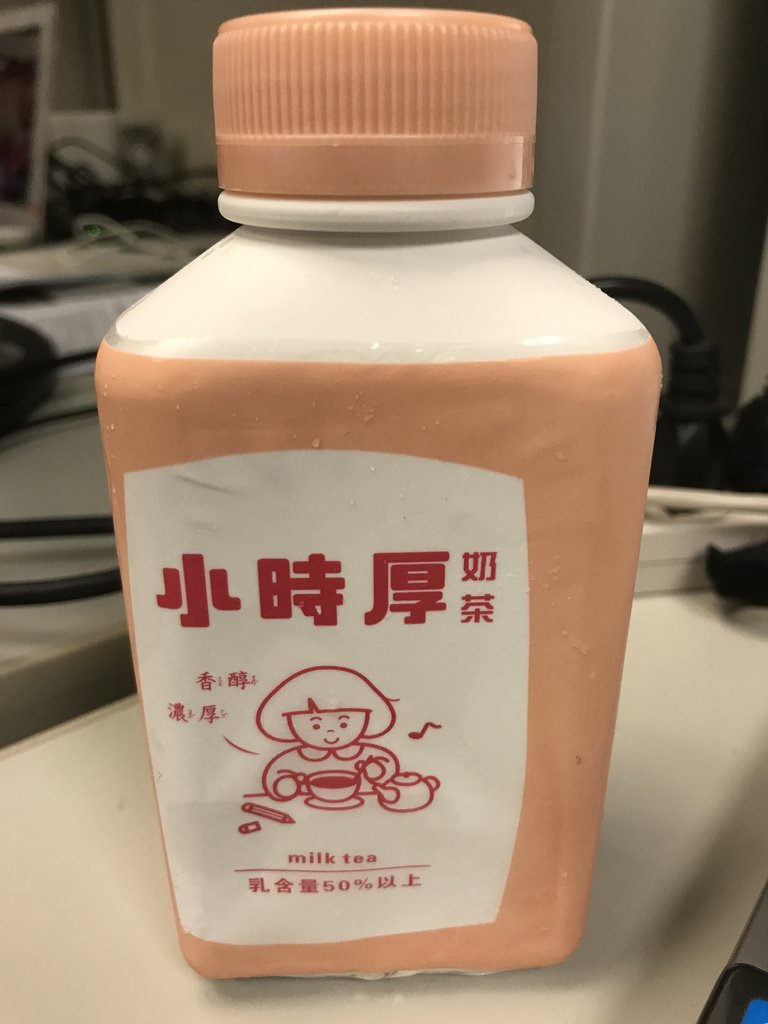 小時厚奶茶
香醇
濃厚
milk tea
乳含量50%以上